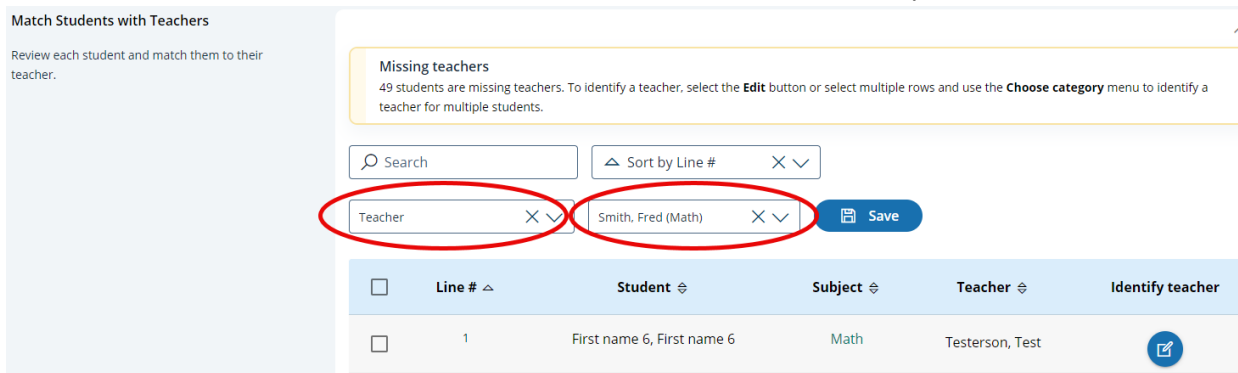 Match Students with Teachers
Review each student and match them to their
teacher.
Missing teachers
49 students are missing teachers. To identify a teacher, select the Edit button or select multiple rows and use the Choose category menu to identify a
teacher for multiple students.
Search
Sort by Line #
Teacher
Smith, Fred (Math)
Save
Line # Student Subject Teacher Identify teacher
1 First name 6, First name 6 Math Testerson, Test